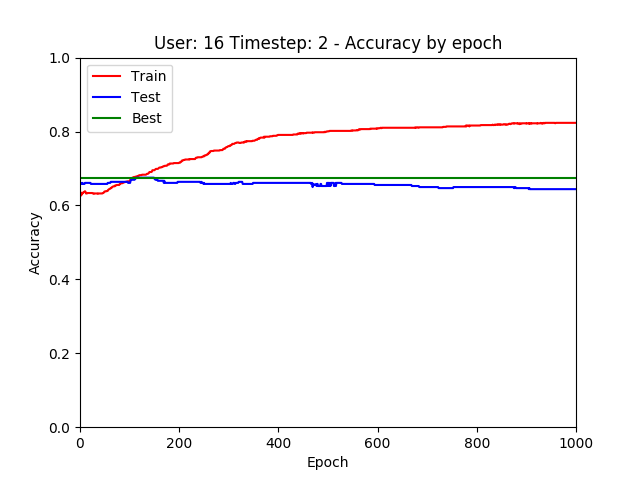 User: 16 Timestep: 2 - Accuracy by epoch
1.0
0.8
0.6
0.4
0.2
0.0
Accuracy
Train
Test
Best
0 200 400 600 800 1000
Epoch